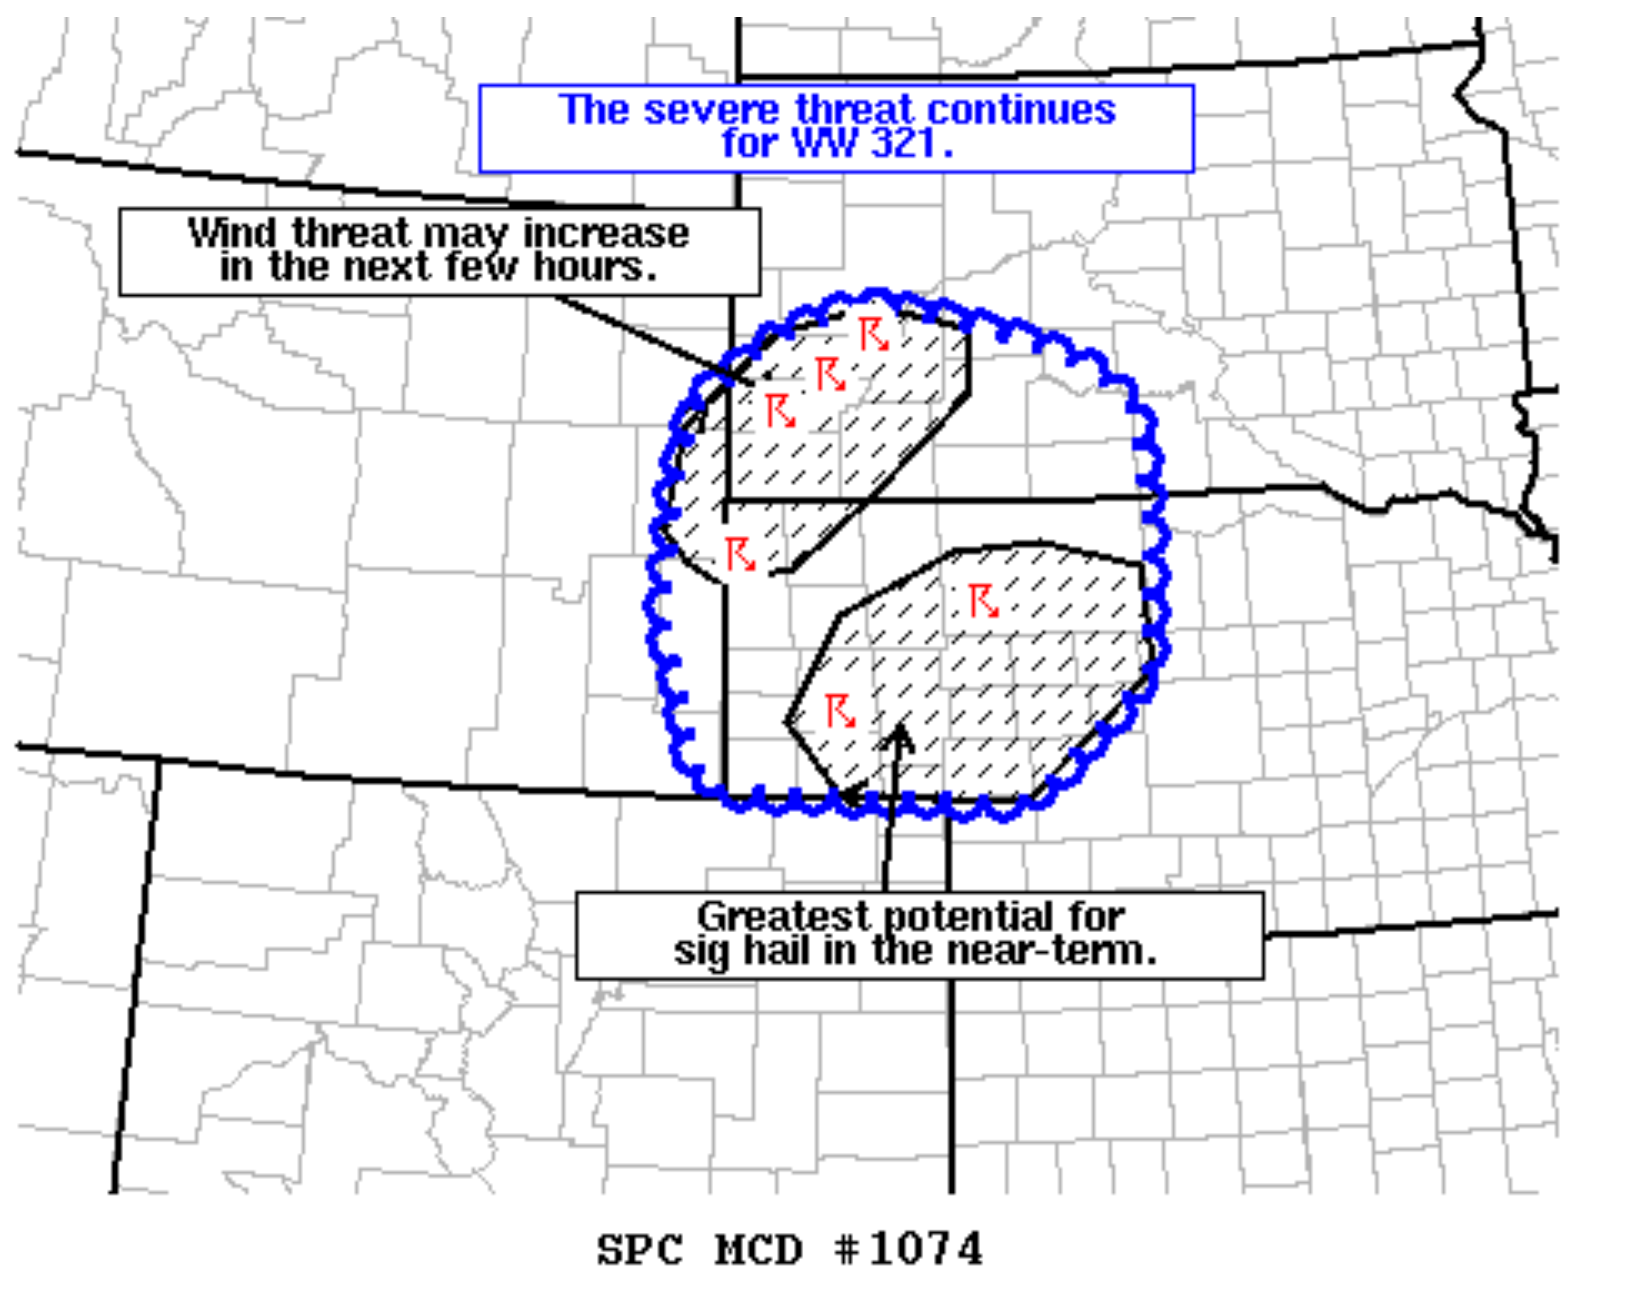 The severe threat continues
for WW 321.
Wind threat may increase
in the next few hours.
Greatest potential for
sig hail in the near-term.
SPC MCD #1074